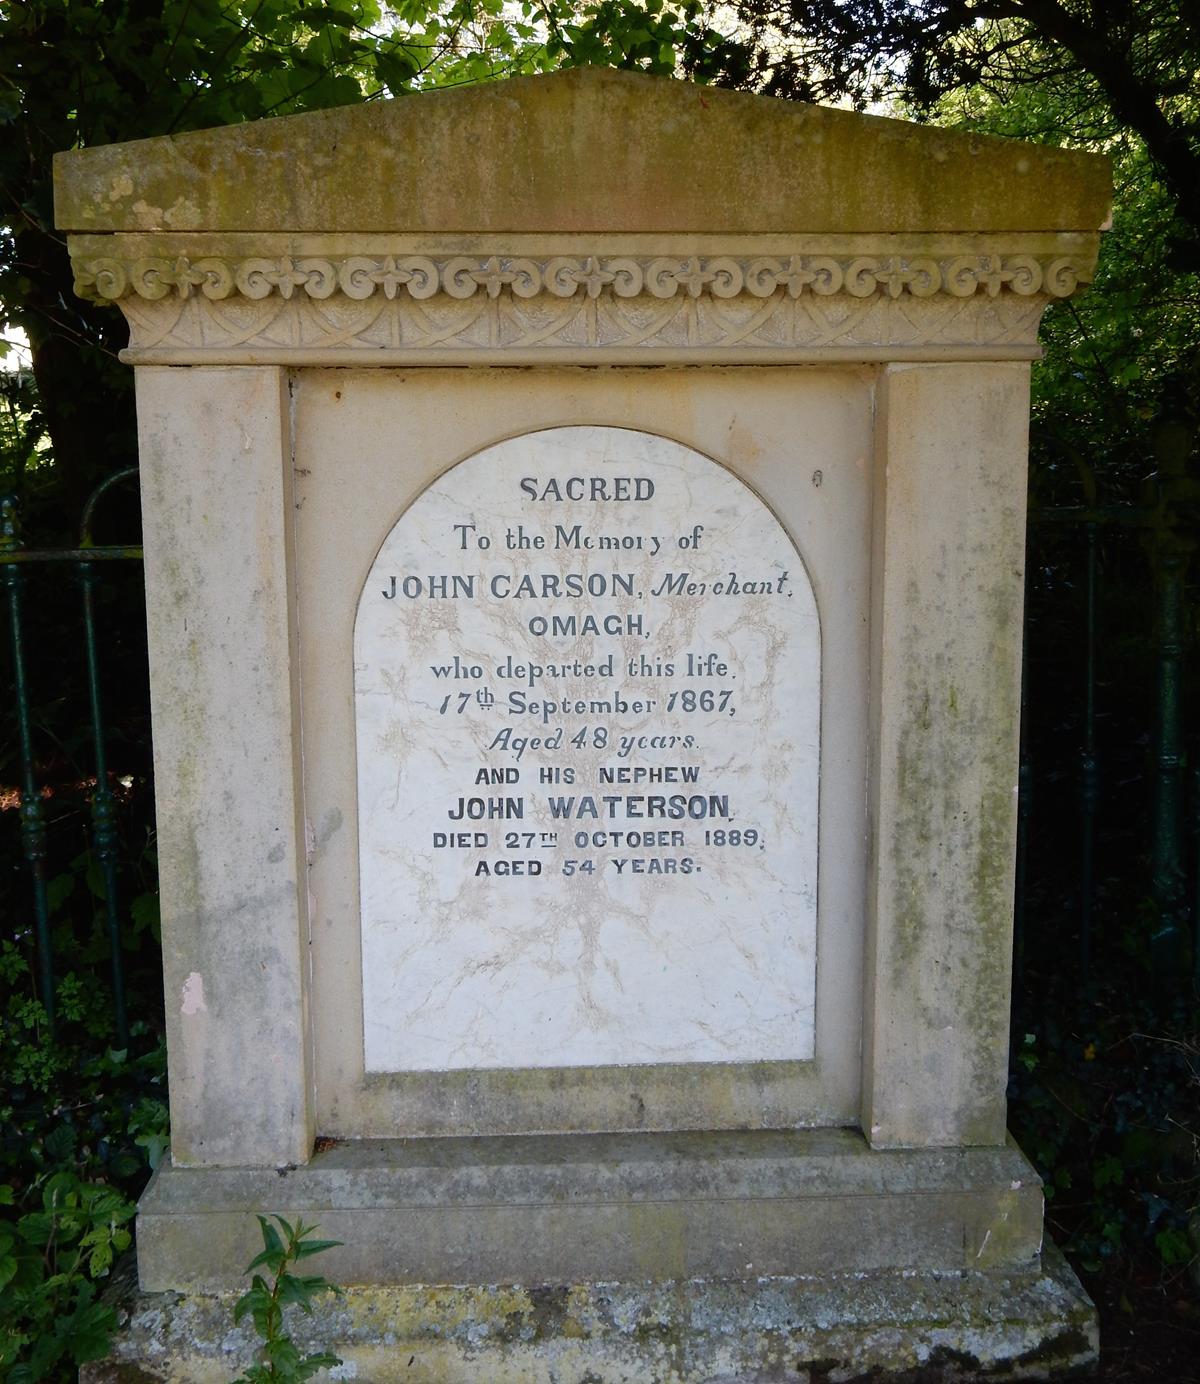 SACRED
To the Memory of
JOHN CARSON, Merchant,
OMAGH,
who departed this life,
17th September 1867,
Aged 48 years.
AND HIS NEPHEW
JOHN WATERSON,
DIED 27TH OCTOBER 1889,
AGED 54 YEARS.